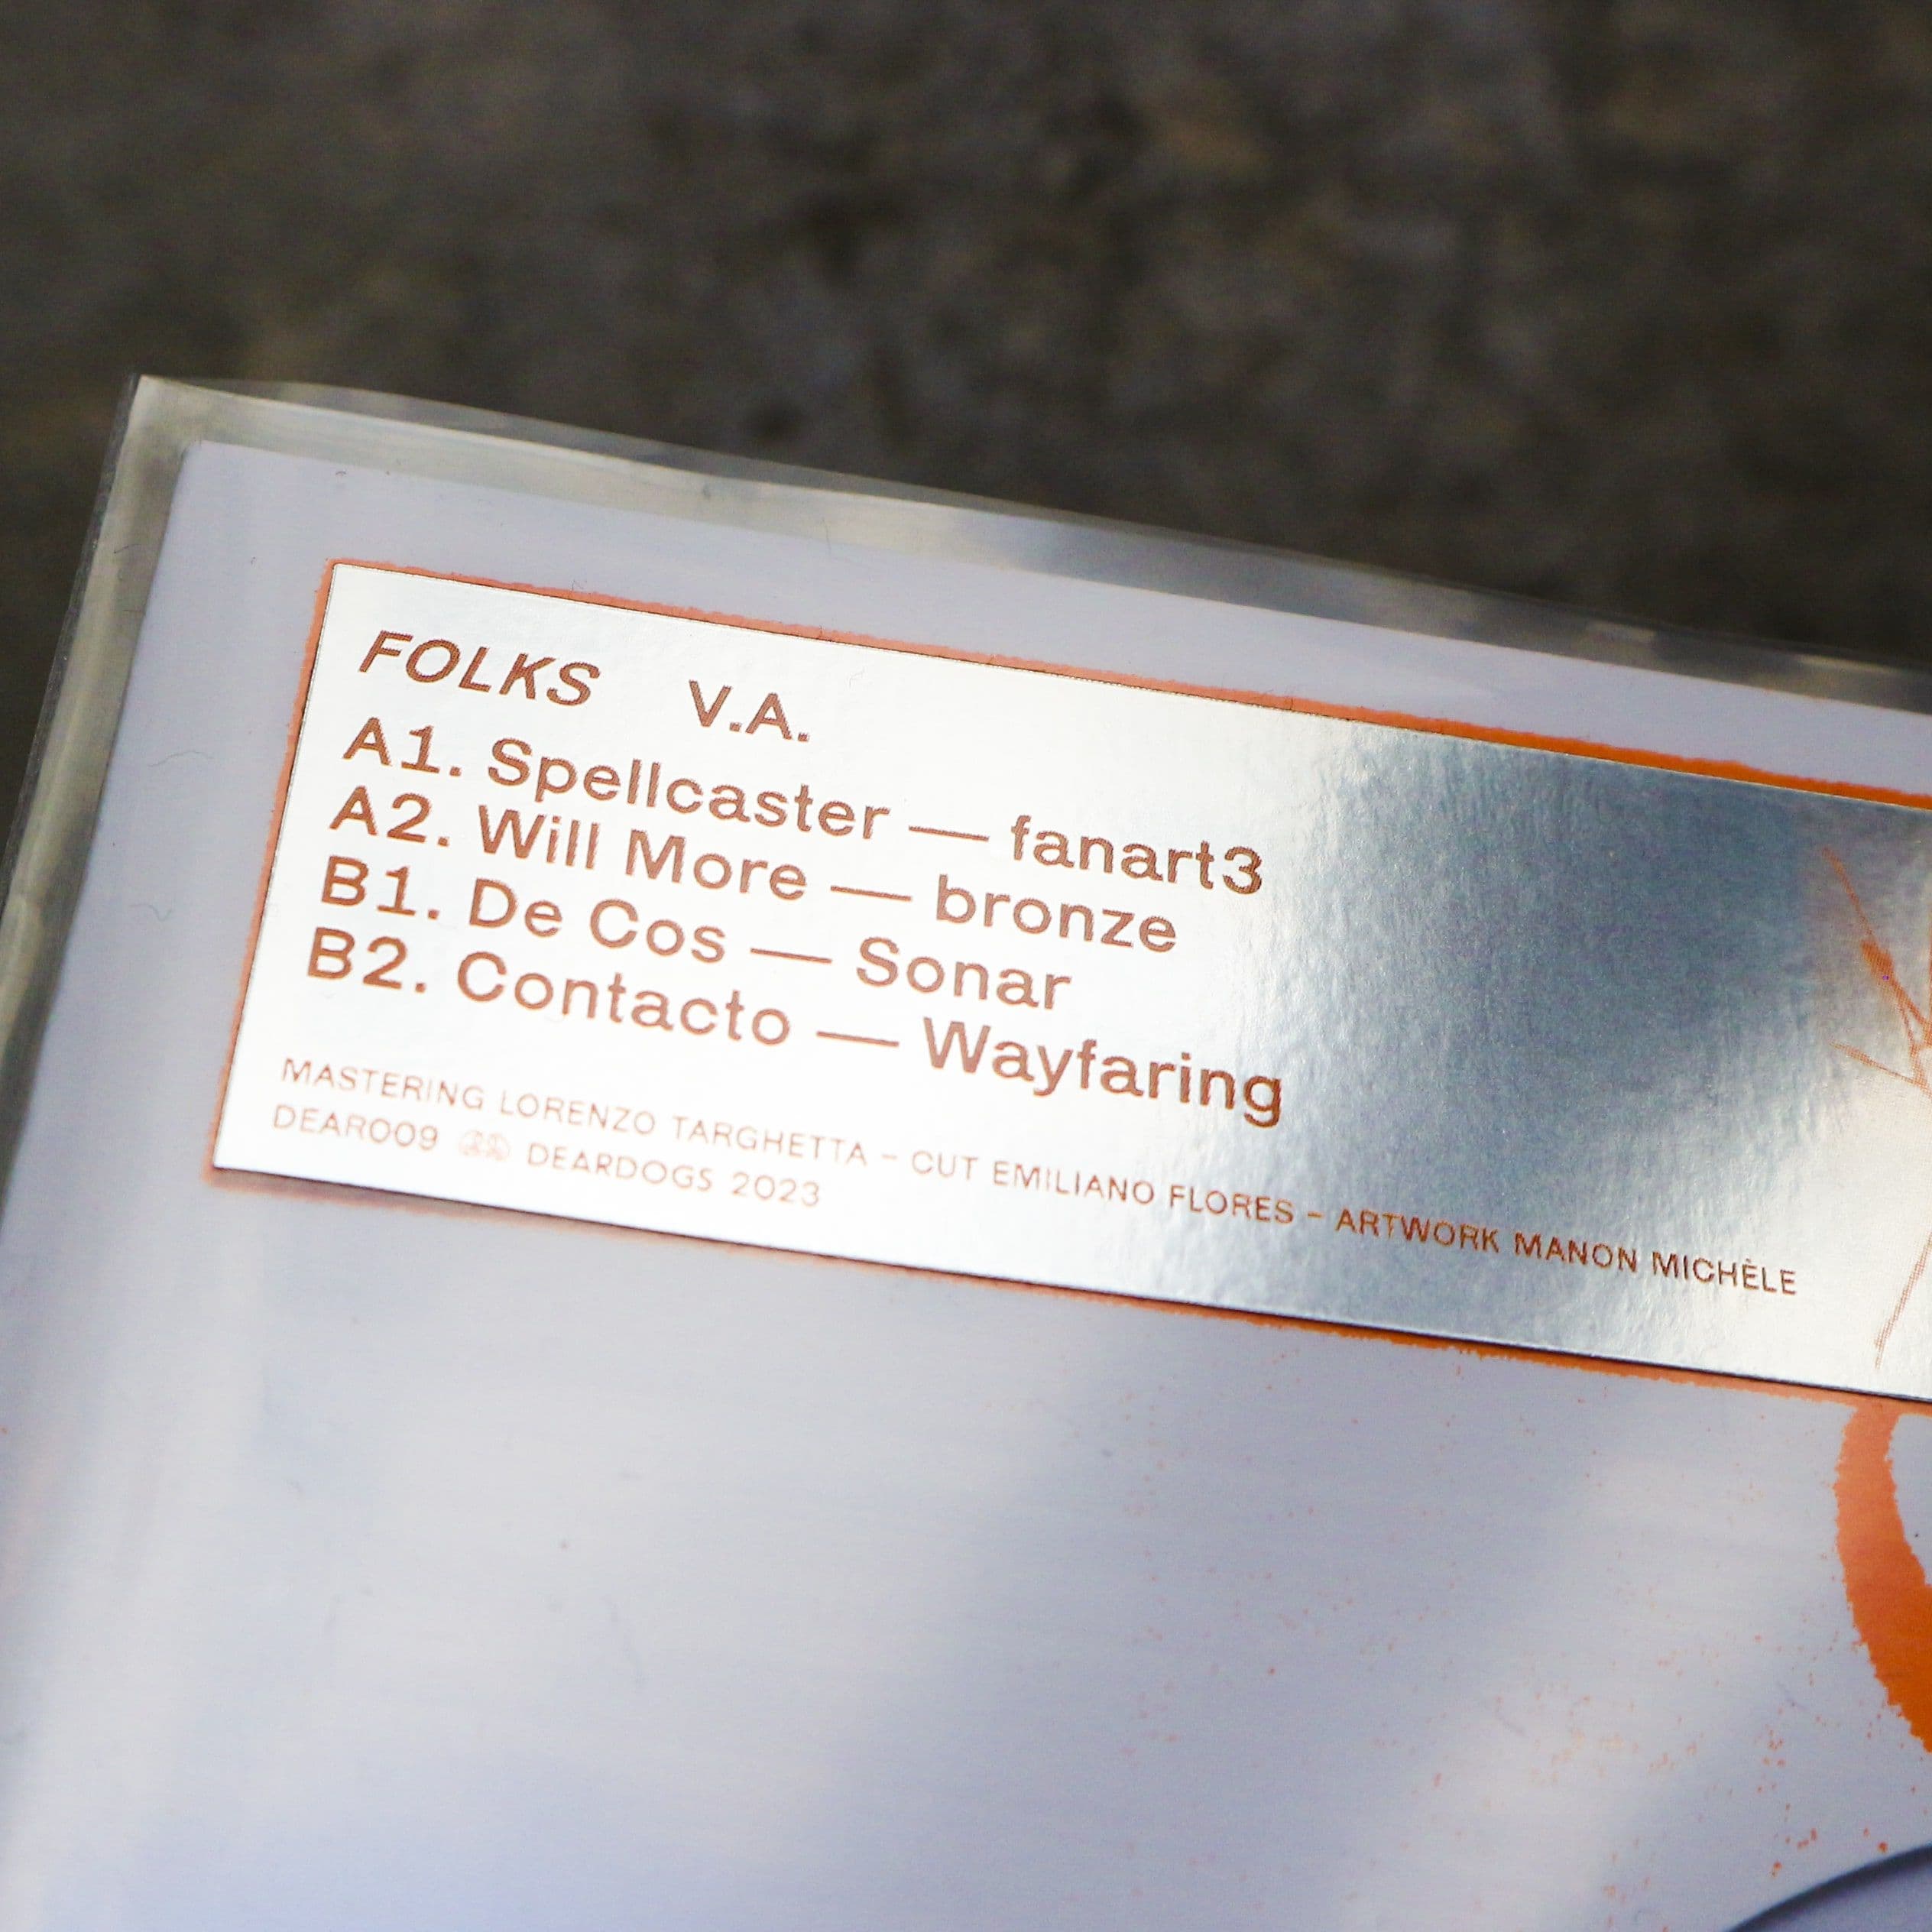 FOLKS V.A.
A1. Spellcaster — fanart3
A2. Will More — bronze
B1. De Cos — Sonar
B2. Contacto — Wayfaring
MASTERING LORENZO TARGHETTA – CUT EMILIANO FLORES – ARTWORK MANON MICHÈLE
DEAR009 DEARDOGS 2023